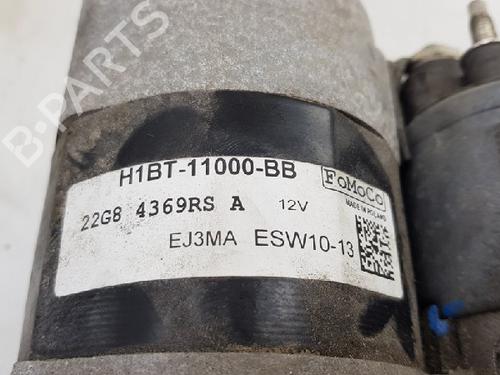 B-PARTS
H1BT-11000-BB
FoMoCo
MADE IN POLAND
22G8 4369RS A 12V
EJ3MA ESW10-13